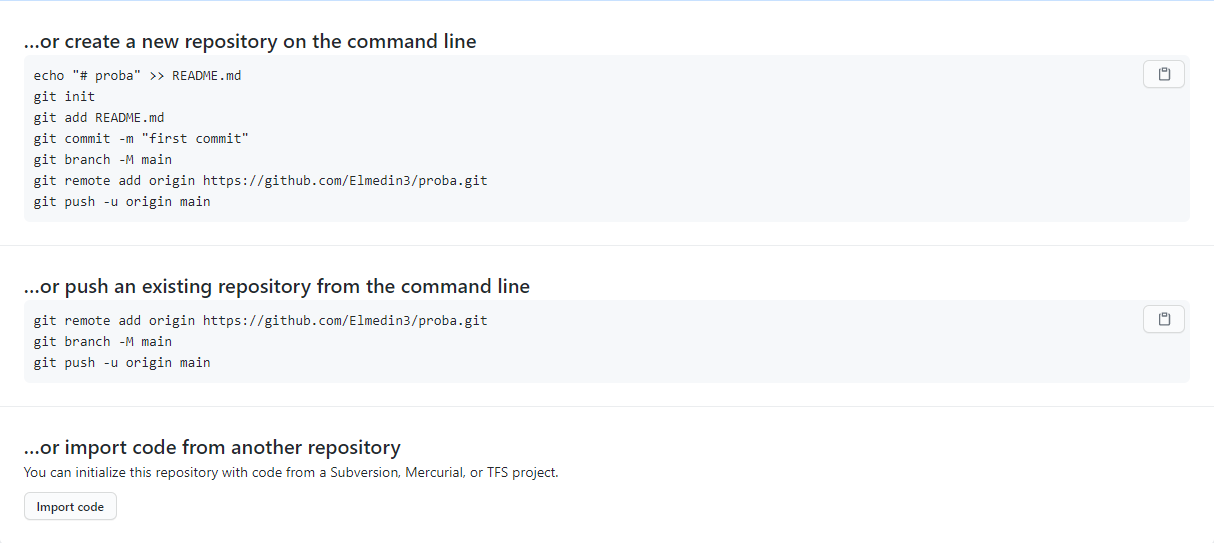 ...or create a new repository on the command line
echo "# proba" >> README.md
git init
git add README.md
git commit -m "first commit"
git branch -M main
git remote add origin https://github.com/Elmedin3/proba.git
git push -u origin main
...or push an existing repository from the command line
git remote add origin https://github.com/Elmedin3/proba.git
git branch -M main
git push -u origin main
...or import code from another repository
You can initialize this repository with code from a Subversion, Mercurial, or TFS project.
Import code